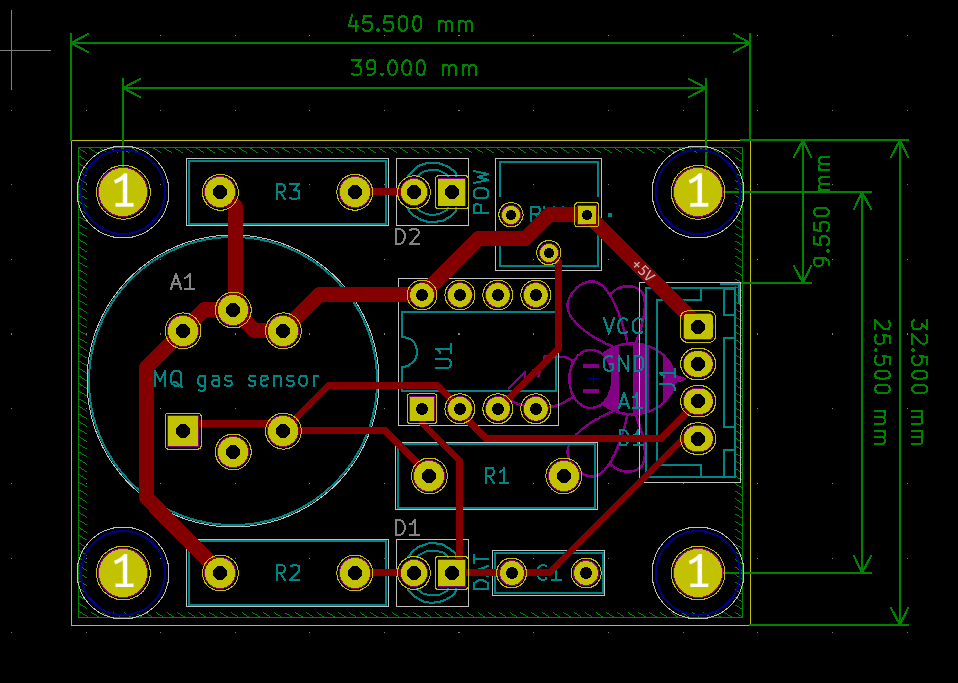 45.500 mm
39.000 mm
1
R3
POW
1
9.550 mm
D2
+5V
A1
VCC
U1
GND
J1
MQ gas sensor
A1
D1
25.500 mm
32.500 mm
R1
D1
1
R2
DAT
C1
1